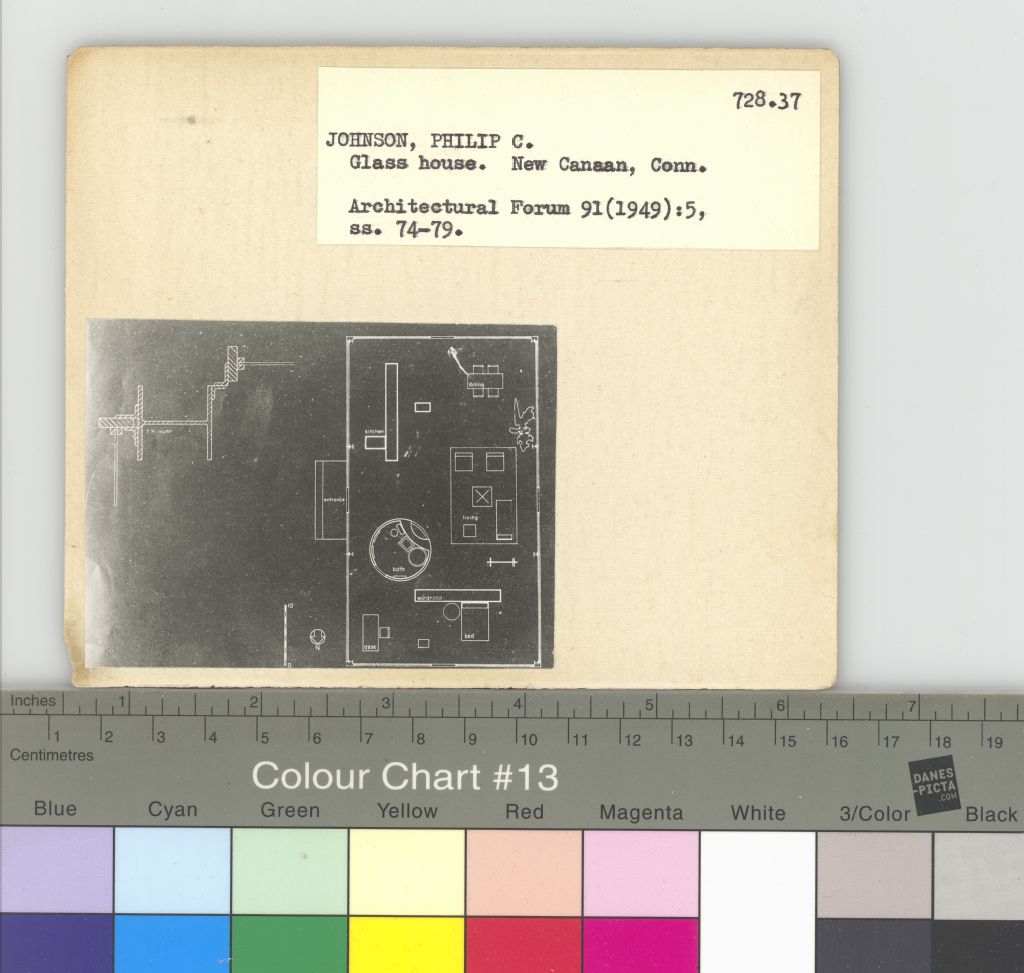 728.37
JOHNSON, PHILIP C.
Glass house. New Canaan, Conn.
Architectural Forum 91(1949):5,
ss. 74-79.
dining
kitchen
entrance
living
bath
wardrobe
bed
desk
10
0
N
Inches 1 2 3 4 5 6 7
1 2 3 4 5 6 7 8 9 10 11 12 13 14 15 16 17 18 19
Centimetres
Colour Chart #13
DANES
-PICTA
.COM
Blue Cyan Green Yellow Red Magenta White 3/Color Black